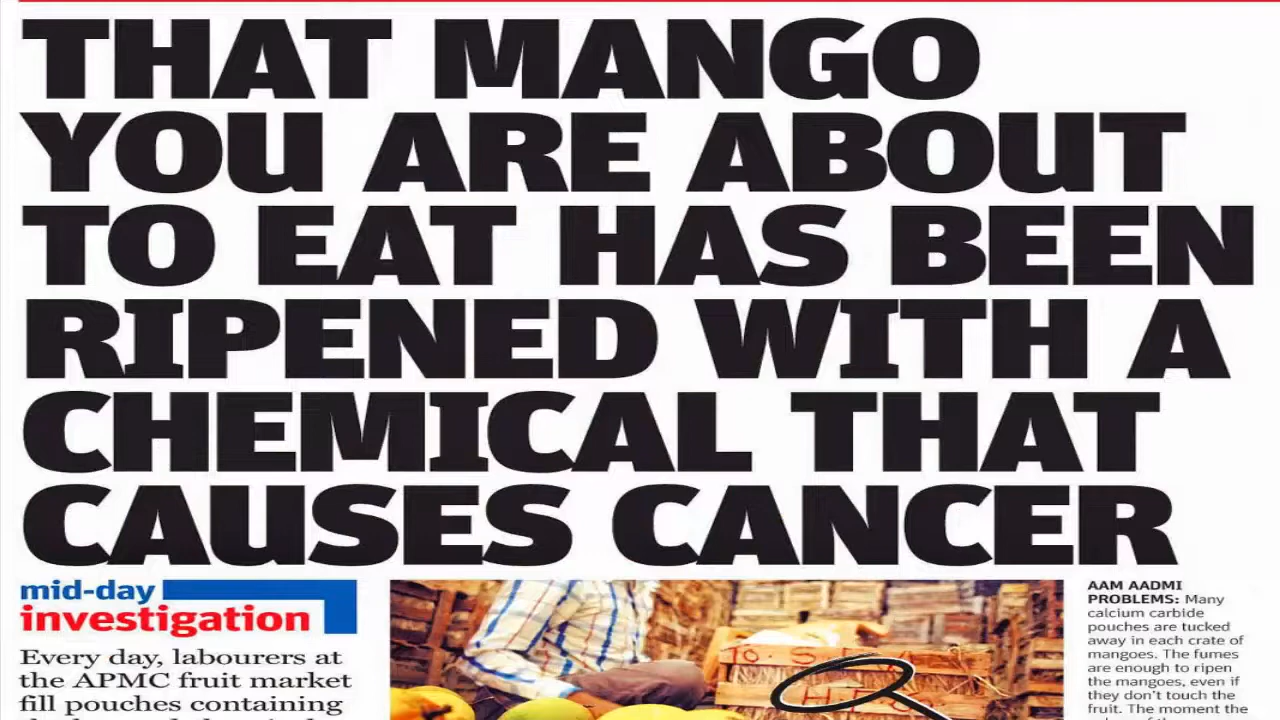 THAT MANGO
YOU ARE ABOUT
TO EAT HAS BEEN
RIPENED WITH A
CHEMICAL THAT
CAUSES CANCER
mid-day
investigation
Every day, labourers at
the APMC fruit market
fill pouches containing
AAM AADMI
PROBLEMS: Many
calcium carbide
pouches are tucked
away in each crate of
mangoes. The fumes
are enough to ripen
the mangoes, even if
they don't touch the
fruit. The moment the